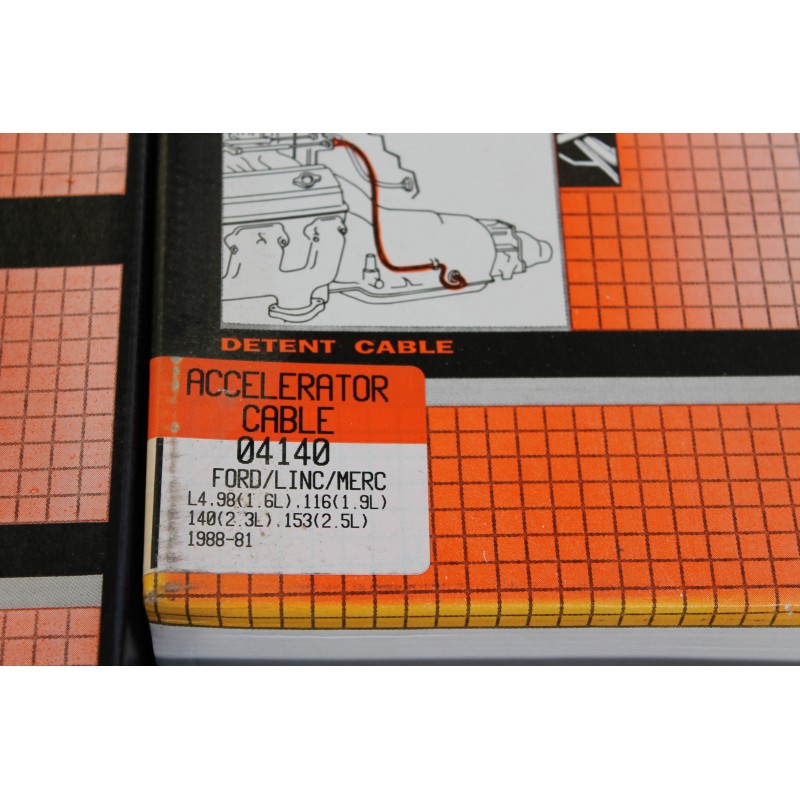 DETENT CABLE
ACCELERATOR
CABLE
04140
FORD/LINC/MERC
L4.98(1.6L).116(1.9L)
140(2.3L).153(2.5L)
1988-81